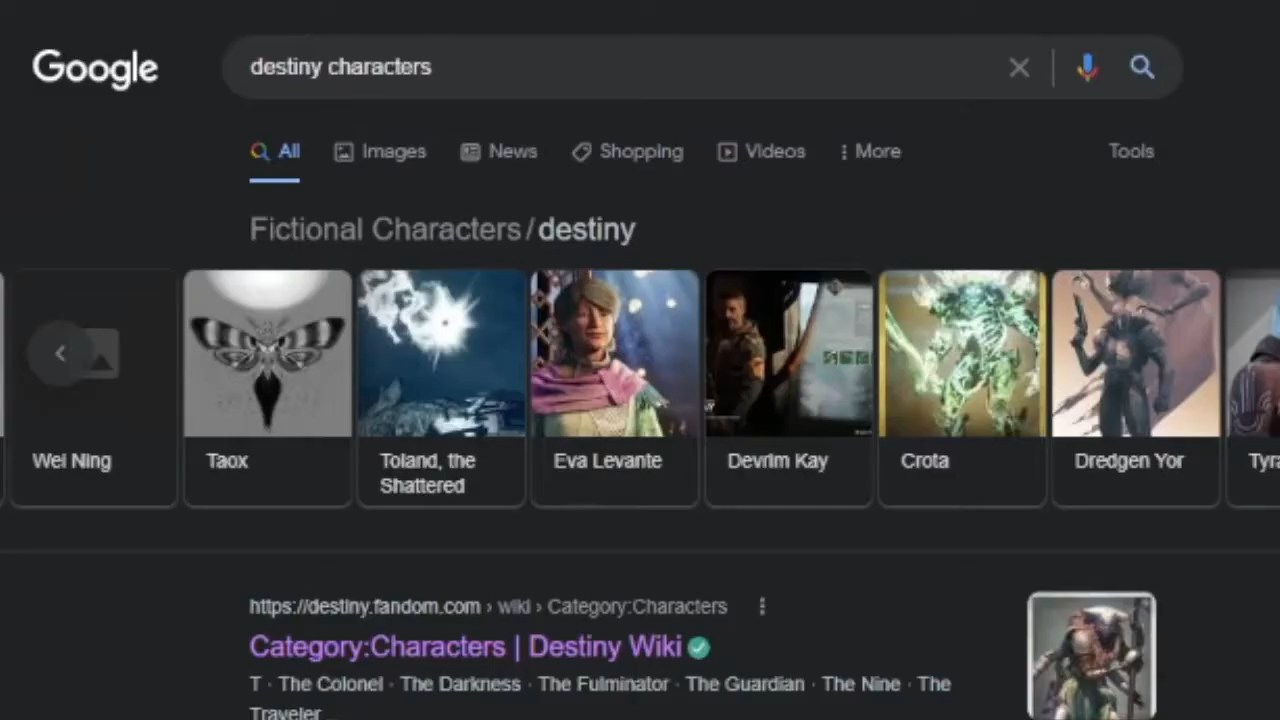 Google
destiny characters
All Images News Shopping Videos More Tools
Fictional Characters / destiny
Wei Ning
Taox
Toland, the
Shattered
Eva Levante
Devrim Kay
Crota
Dredgen Yor
Tyra
https://destiny.fandom.com › wiki › Category:Characters
Category:Characters | Destiny Wiki
T · The Colonel · The Darkness · The Fulminator · The Guardian · The Nine · The
Traveler